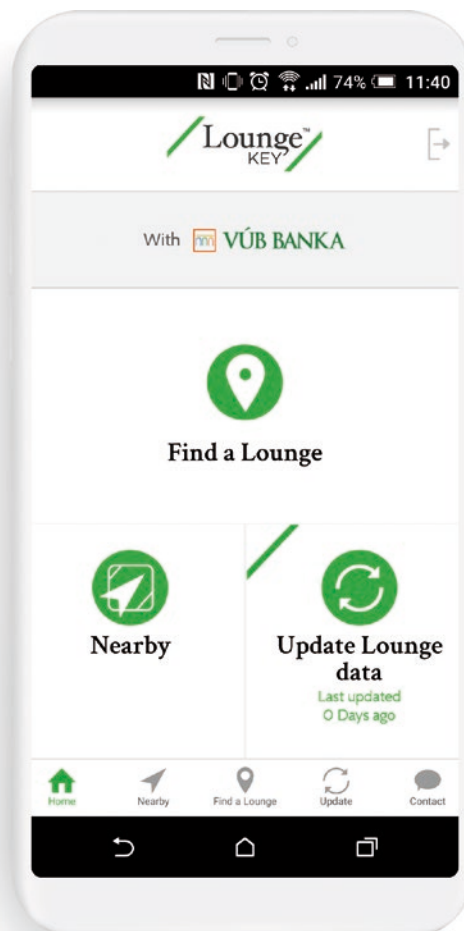 74% 11:40
Lounge™
KEY
With VÚB BANKA
Find a Lounge
Nearby
Update Lounge
data
Last updated
0 Days ago
Home Nearby Find a Lounge Update Contact